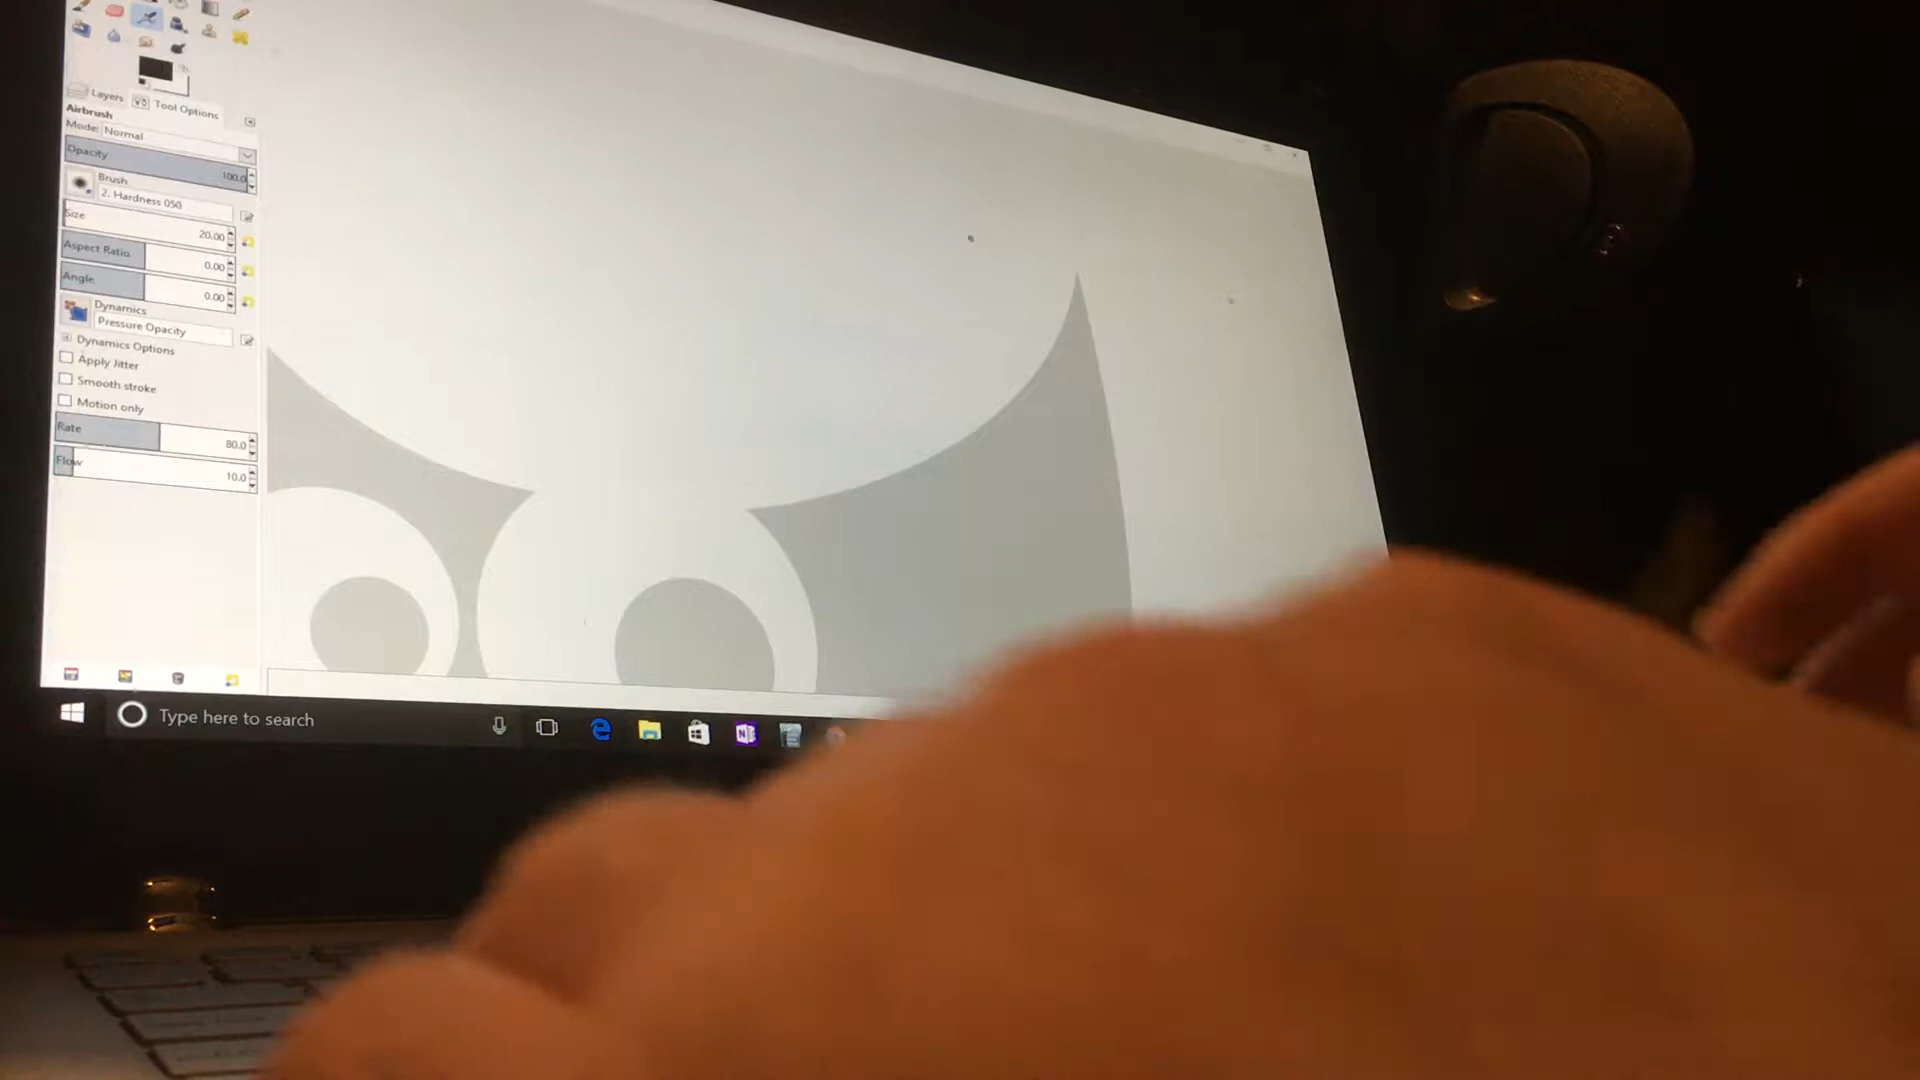 Layers
Tool Options
Airbrush
Mode: Normal
Opacity
100.0
Brush
2. Hardness 050
Size
20.00
Aspect Ratio
0.00
Angle
0.00
Dynamics
Pressure Opacity
Dynamics Options
Apply Jitter
Smooth stroke
Motion only
Rate
80.0
Flow
10.0
Type here to search